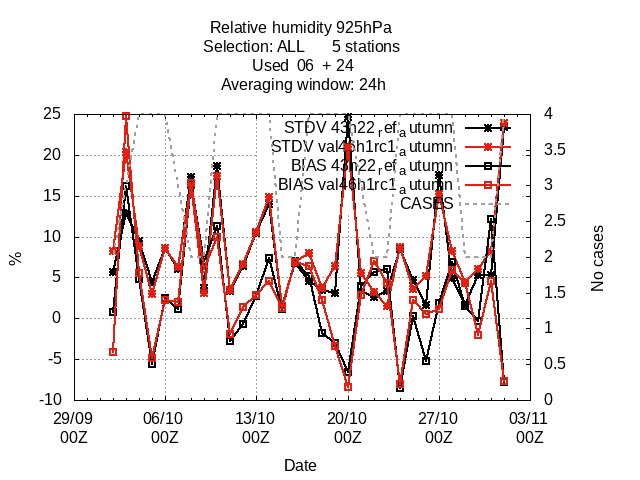 Relative humidity 925hPa
Selection: ALL 5 stations
Used 06 + 24
Averaging window: 24h
STDV 43h22_ref_autumn
STDV val46h1rc1_autumn
BIAS 43h22_ref_autumn
BIAS val46h1rc1_autumn
CASES
25
20
15
10
5
0
-5
-10
%
4
3.5
3
2.5
2
1.5
1
0.5
0
No cases
29/09 06/10 13/10 20/10 27/10 03/11
00Z 00Z 00Z 00Z 00Z 00Z
Date